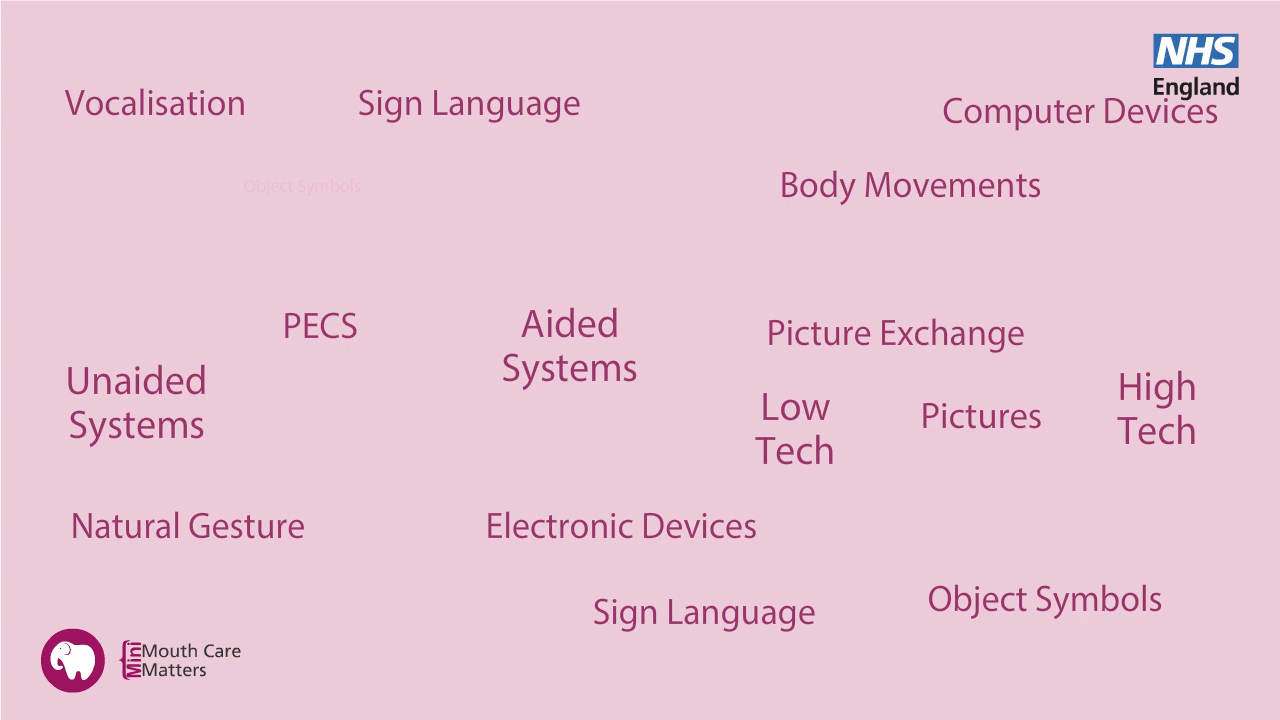 NHS
England
Vocalisation
Sign Language
Computer Devices
Object Symbols
Body Movements
PECS
Aided
Systems
Picture Exchange
Unaided
Systems
Low
Tech
Pictures
High
Tech
Natural Gesture
Electronic Devices
Sign Language
Object Symbols
Mini
Mouth Care
Matters